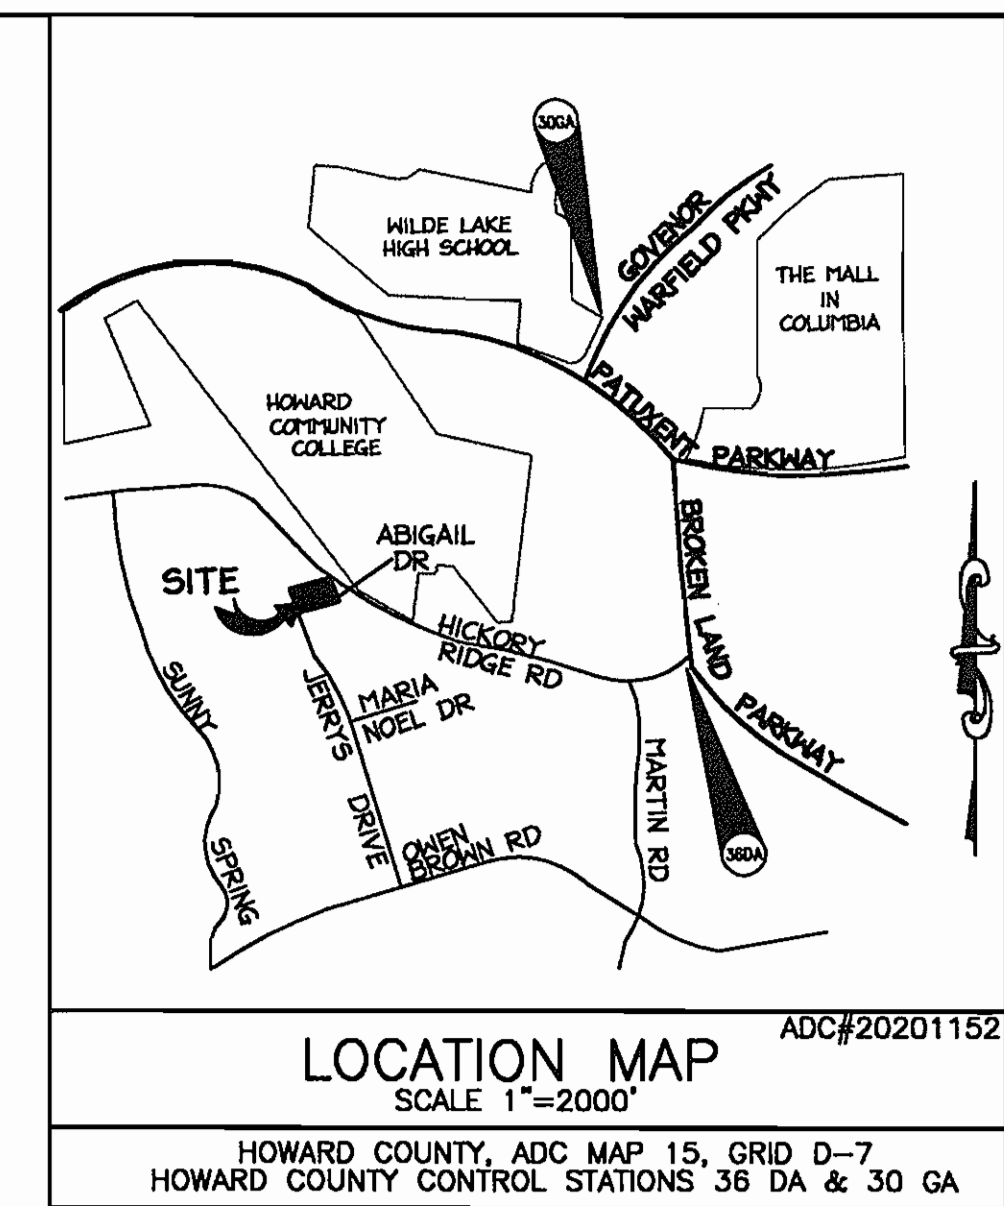 30GA
WILDE LAKE
HIGH SCHOOL
GOVENOR
WARFIELD PKWY
THE MALL
IN
COLUMBIA
PATUXENT PARKWAY
HOWARD
COMMUNITY
COLLEGE
ABIGAIL
DR
SITE
BROKEN LAND PARKWAY
HICKORY
RIDGE RD
SUNNY SPRING
JERRYS DRIVE
MARIA
NOEL DR
MARTIN RD
OWEN
BROWN RD
36DA
ADC#20201152
LOCATION MAP
SCALE 1"=2000'
HOWARD COUNTY, ADC MAP 15, GRID D-7
HOWARD COUNTY CONTROL STATIONS 36 DA & 30 GA